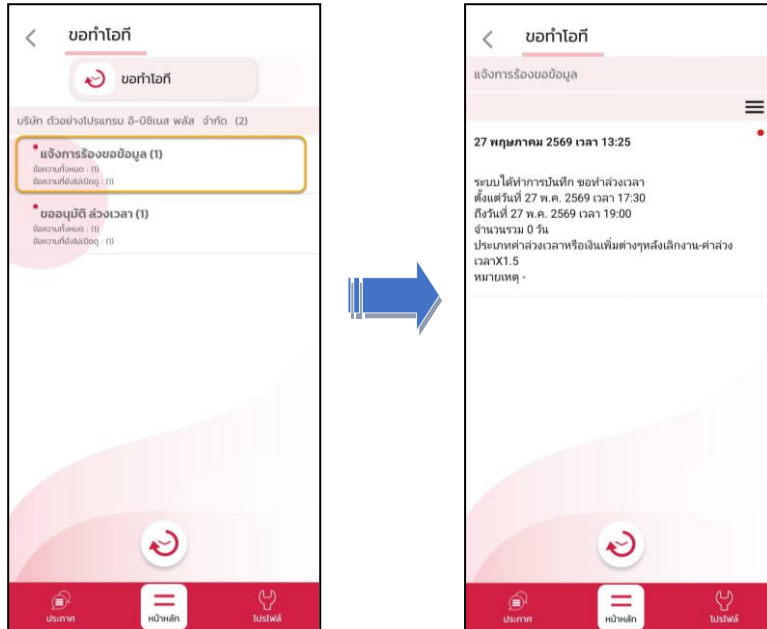 ขอทำโอที
ขอทำโอที
บริษัท ตัวอย่างโปรแกรม อี-บิซิเนส พลัส จำกัด (2)
แจ้งการร้องขอข้อมูล (1)
ข้อความทั้งหมด : (1)
ข้อความที่ยังไม่เปิดดู : (1)
ขออนุมัติ ล่วงเวลา (1)
ข้อความทั้งหมด : (1)
ข้อความที่ยังไม่เปิดดู : (1)
ประกาศ
หน้าหลัก
โปรไฟล์
ขอทำโอที
แจ้งการร้องขอข้อมูล
27 พฤษภาคม 2569 เวลา 13:25
ระบบได้ทำการบันทึก ขอทำล่วงเวลา
ตั้งแต่วันที่ 27 พ.ค. 2569 เวลา 17:30
ถึงวันที่ 27 พ.ค. 2569 เวลา 19:00
จำนวนรวม 0 วัน
ประเภทค่าล่วงเวลาหรือเงินเพิ่มต่างๆหลังเลิกงาน-ค่าล่วง
เวลาX1.5
หมายเหตุ -
ประกาศ
หน้าหลัก
โปรไฟล์